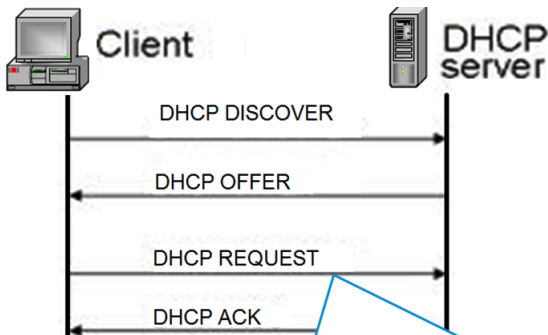 Client
DHCP
server
DHCP DISCOVER
DHCP OFFER
DHCP REQUEST
DHCP ACK